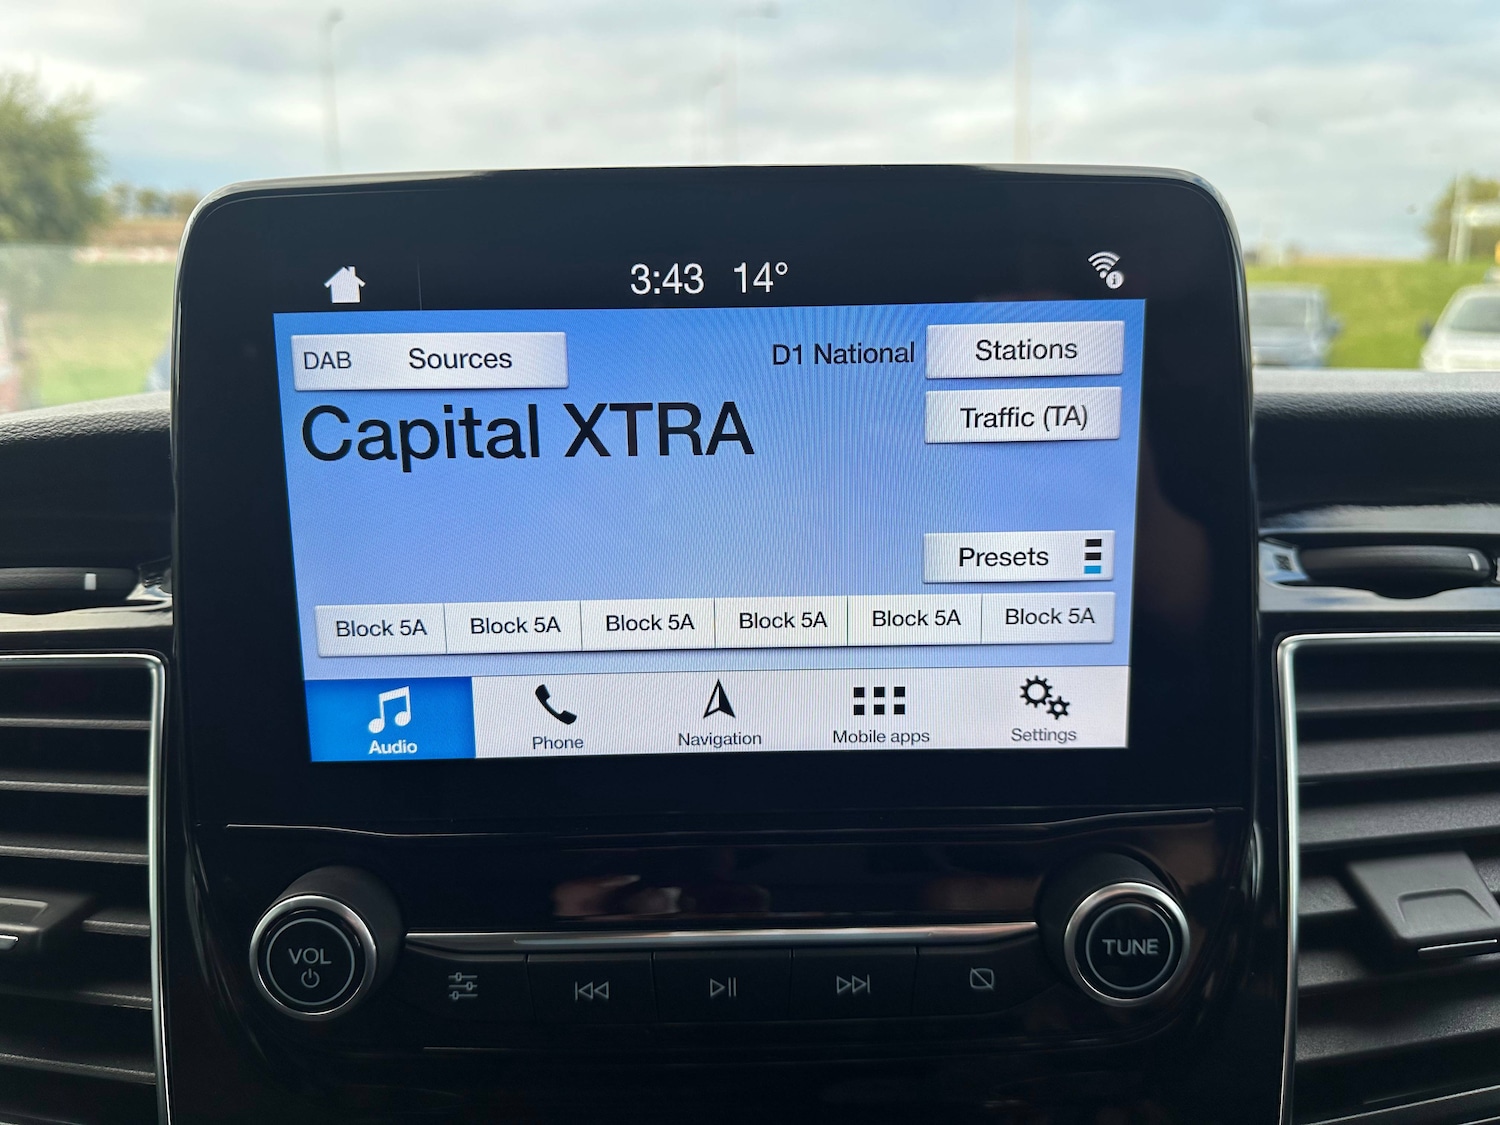 3:43 14°
DAB Sources
D1 National
Stations
Capital XTRA
Traffic (TA)
Presets
Block 5A Block 5A Block 5A Block 5A Block 5A Block 5A
Audio Phone Navigation Mobile apps Settings
VOL
TUNE